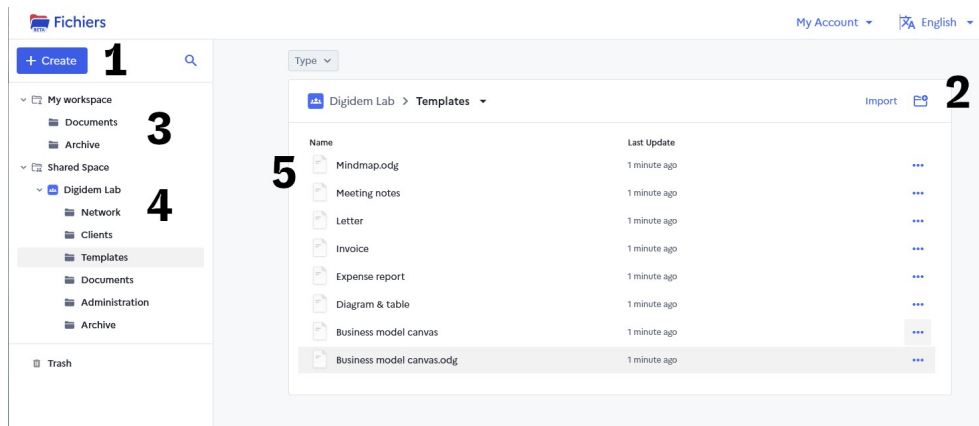 Fichiers
BETA
My Account
English
+ Create
1
Type
My workspace
Documents
Archive
3
Shared Space
Digidem Lab
Network
4
Clients
Templates
Documents
Administration
Archive
Trash
Digidem Lab > Templates
Import
2
Name Last Update
5
Mindmap.odg 1 minute ago
Meeting notes 1 minute ago
Letter 1 minute ago
Invoice 1 minute ago
Expense report 1 minute ago
Diagram & table 1 minute ago
Business model canvas 1 minute ago
Business model canvas.odg 1 minute ago